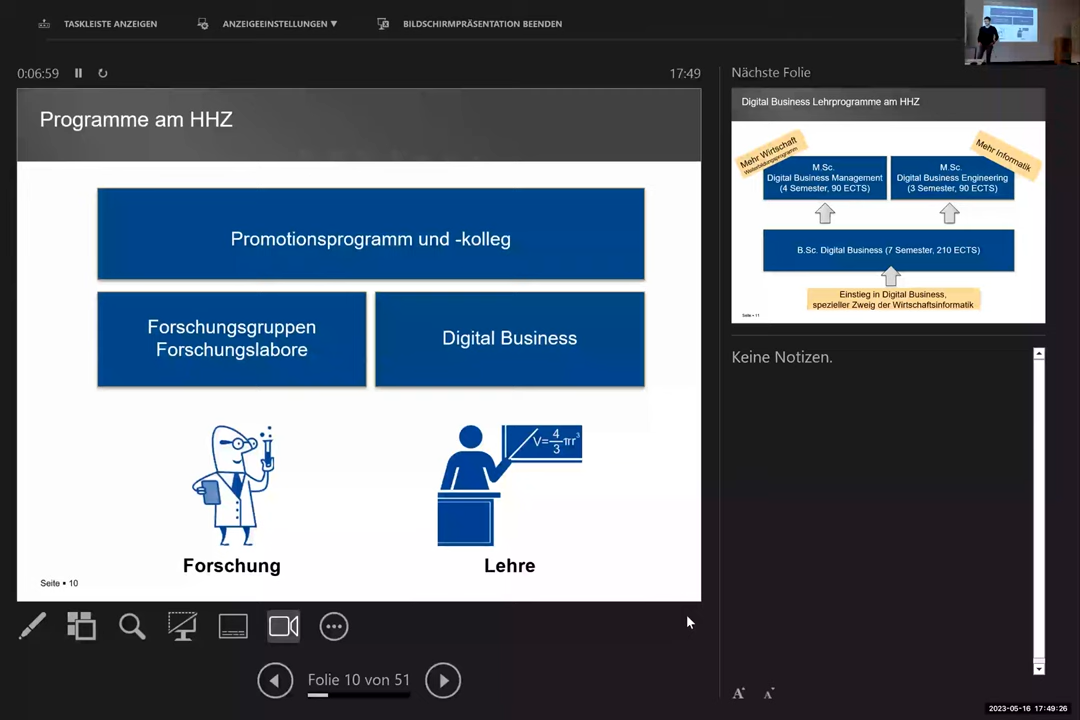 TASKLEISTE ANZEIGEN
ANZEIGEEINSTELLUNGEN ▼
BILDSCHIRMPRÄSENTATION BEENDEN
0:06:59
17:49
Programme am HHZ
Promotionsprogramm und -kolleg
Forschungsgruppen
Forschungslabore
Digital Business
V=4/3πr³
Forschung
Lehre
Seite ▪ 10
Folie 10 von 51
Nächste Folie
Digital Business Lehrprogramme am HHZ
Mehr Wirtschaft
Weiterbildungsprogramm
Mehr Informatik
M.Sc.
Digital Business Management
(4 Semester, 90 ECTS)
M.Sc.
Digital Business Engineering
(3 Semester, 90 ECTS)
B.Sc. Digital Business (7 Semester, 210 ECTS)
Einstieg in Digital Business,
spezieller Zweig der Wirtschaftsinformatik
Seite ▪ 11
Keine Notizen.
A A
2023-05-16 17:49:26